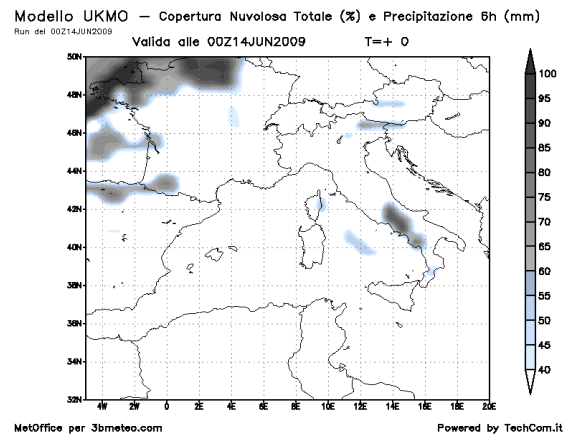 Modello UKMO – Copertura Nuvolosa Totale (%) e Precipitazione 6h (mm)
Run del 00Z14JUN2009
Valida alle 00Z14JUN2009 T=+ 0
50N
48N
46N
44N
42N
40N
38N
36N
34N
32N
4W 2W 0 2E 4E 6E 8E 10E 12E 14E 16E 18E 20E
100
95
90
85
80
75
70
65
60
55
50
45
40
MetOffice per 3bmeteo.com Powered by TechCom.it